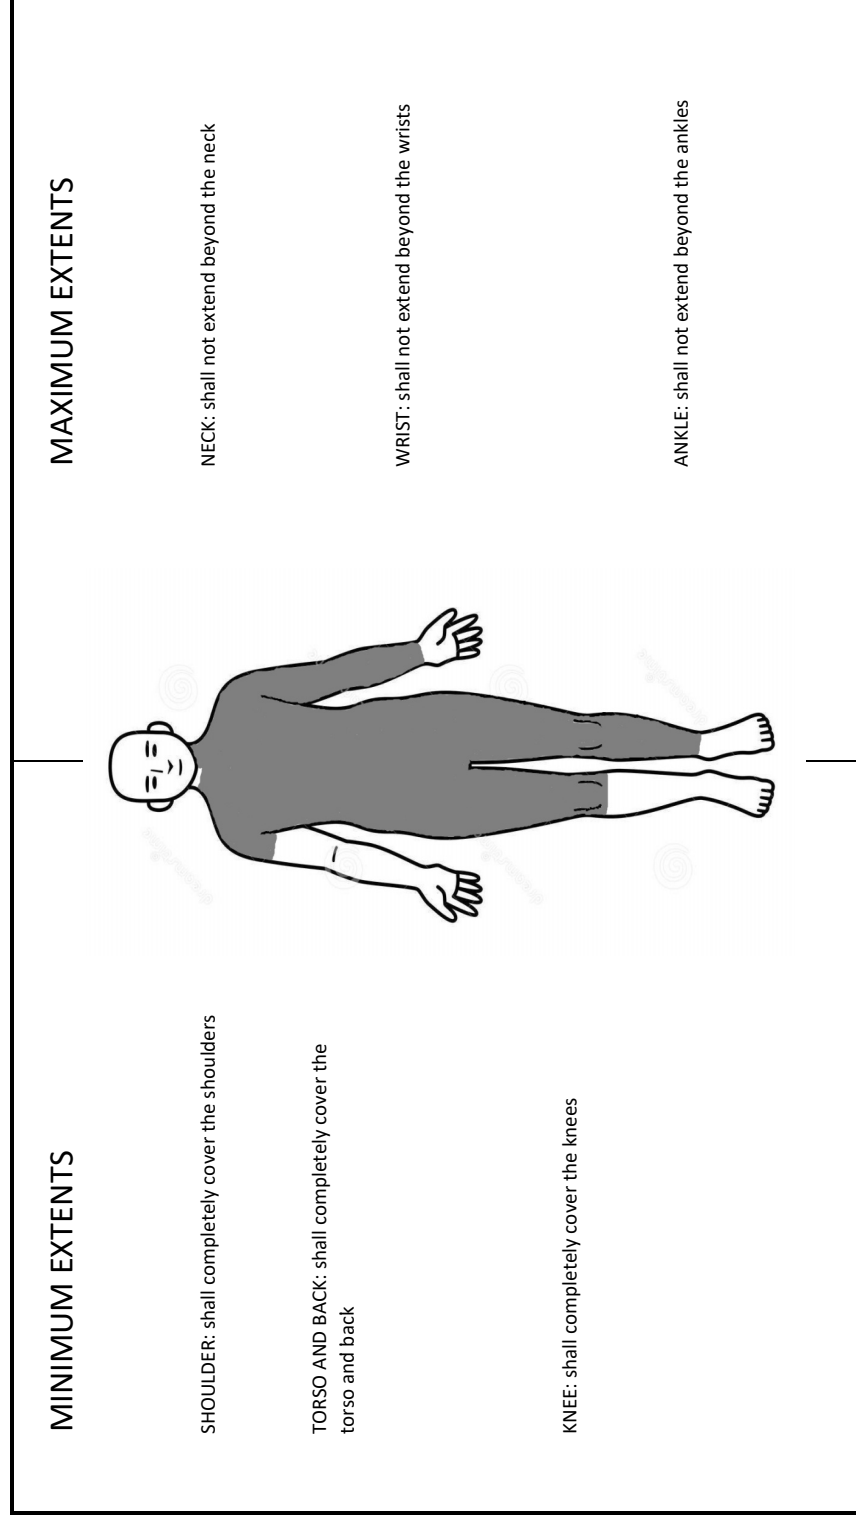 MINIMUM EXTENTS
SHOULDER: shall completely cover the shoulders
TORSO AND BACK: shall completely cover the
torso and back
KNEE: shall completely cover the knees
MAXIMUM EXTENTS
NECK: shall not extend beyond the neck
WRIST: shall not extend beyond the wrists
ANKLE: shall not extend beyond the ankles